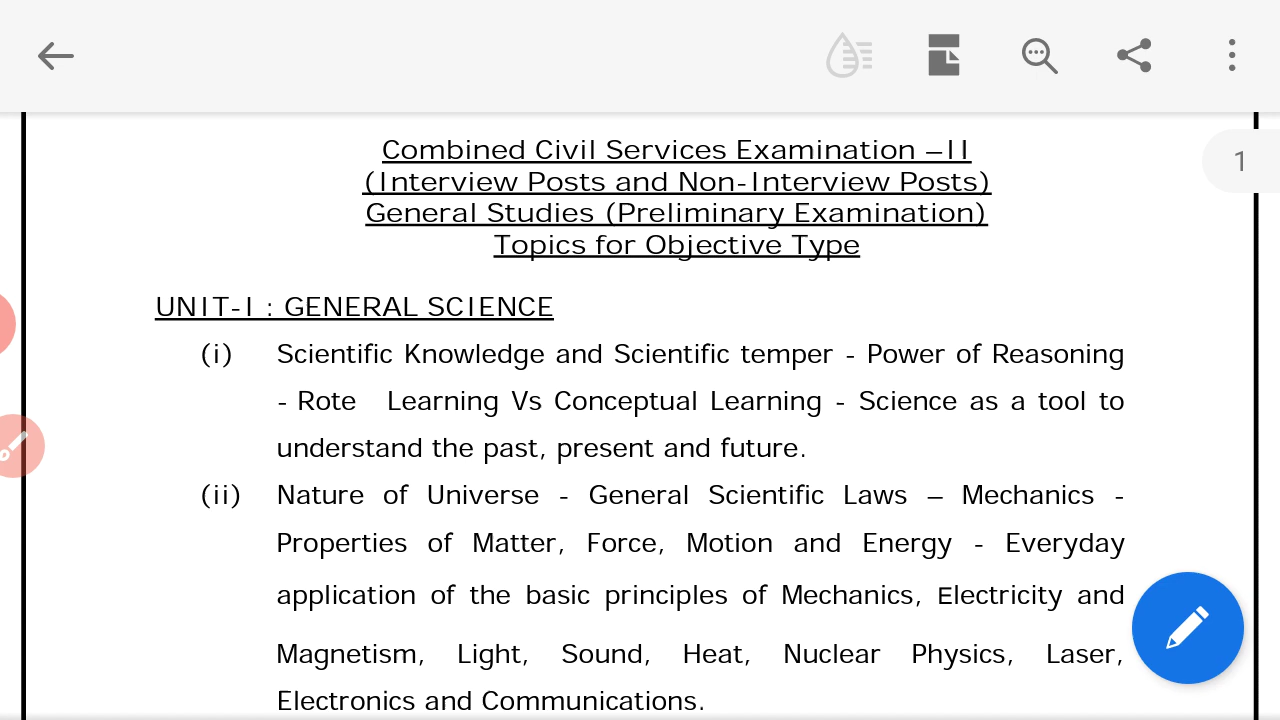 1
Combined Civil Services Examination –II
(Interview Posts and Non-Interview Posts)
General Studies (Preliminary Examination)
Topics for Objective Type
UNIT-I : GENERAL SCIENCE
(i) Scientific Knowledge and Scientific temper - Power of Reasoning
- Rote Learning Vs Conceptual Learning - Science as a tool to
understand the past, present and future.
(ii) Nature of Universe - General Scientific Laws – Mechanics -
Properties of Matter, Force, Motion and Energy - Everyday
application of the basic principles of Mechanics, Electricity and
Magnetism, Light, Sound, Heat, Nuclear Physics, Laser,
Electronics and Communications.